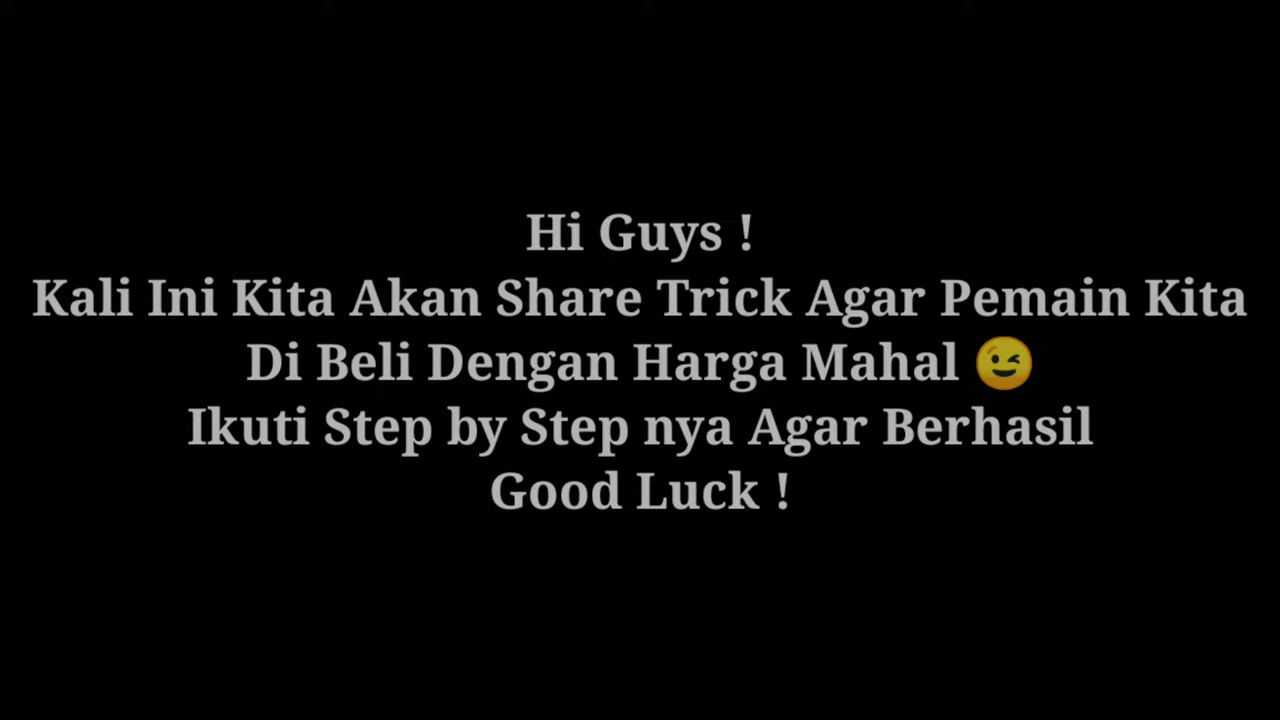 Hi Guys !
Kali Ini Kita Akan Share Trick Agar Pemain Kita
Di Beli Dengan Harga Mahal 😉
Ikuti Step by Step nya Agar Berhasil
Good Luck !